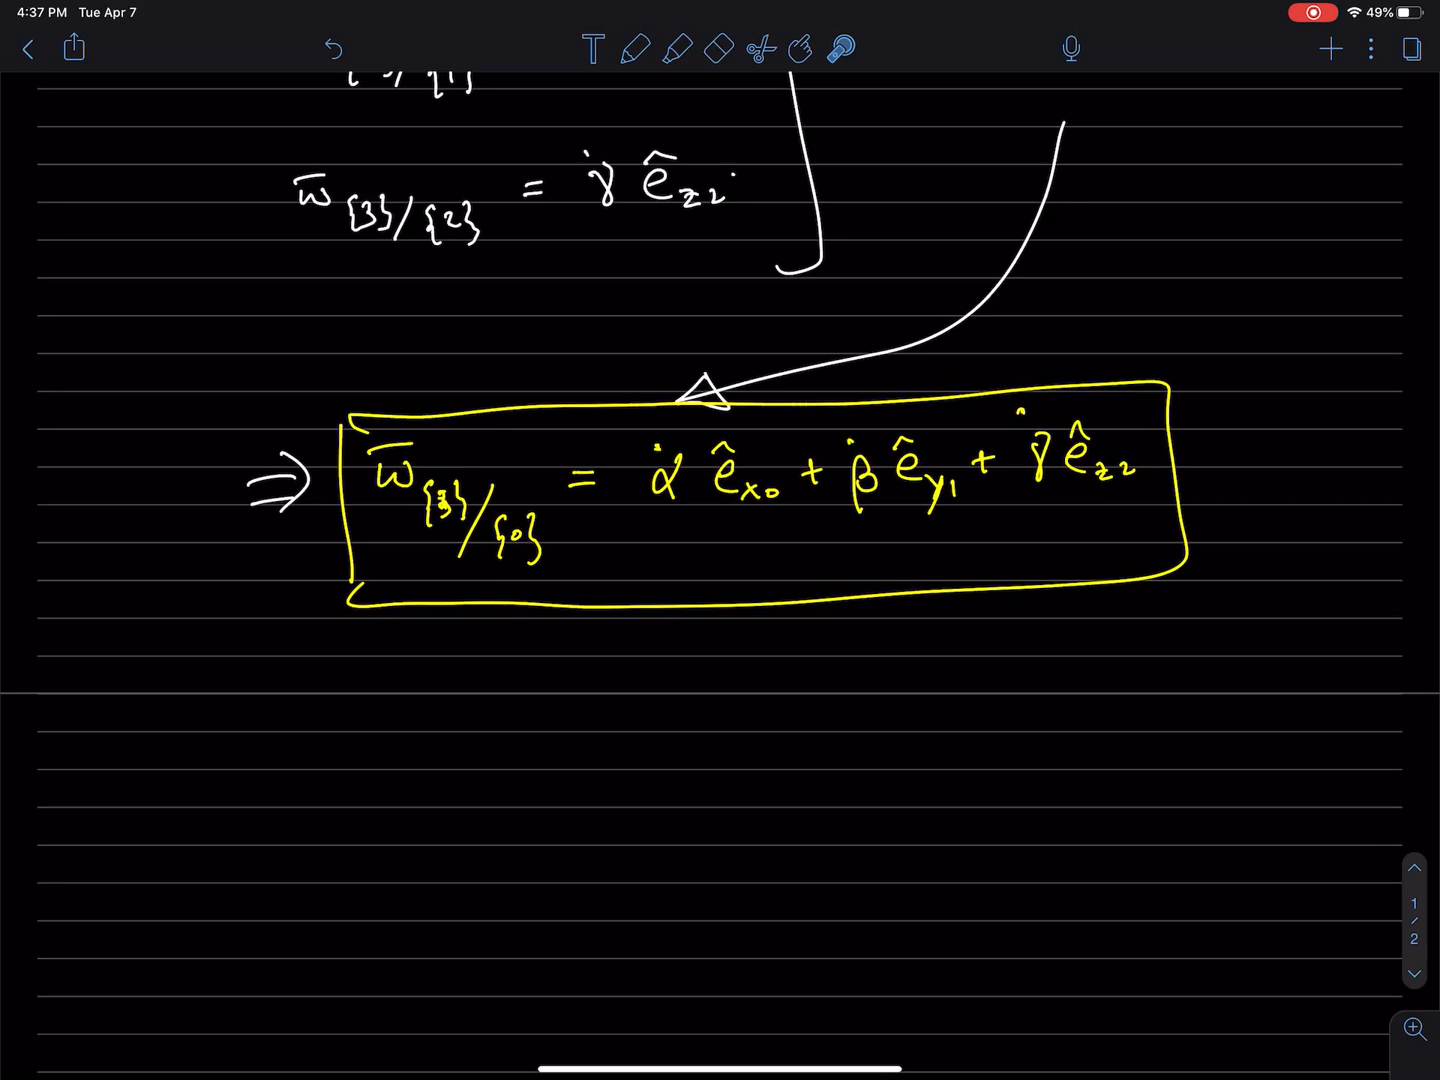 4:37 PM Tue Apr 7
49%
ω̄_{3}/{2} = γ̇ ê_z2
⇒ ω̄_{3}/{0} = α̇ ê_x0 + β̇ ê_y1 + γ̇ ê_z2
1
/
2